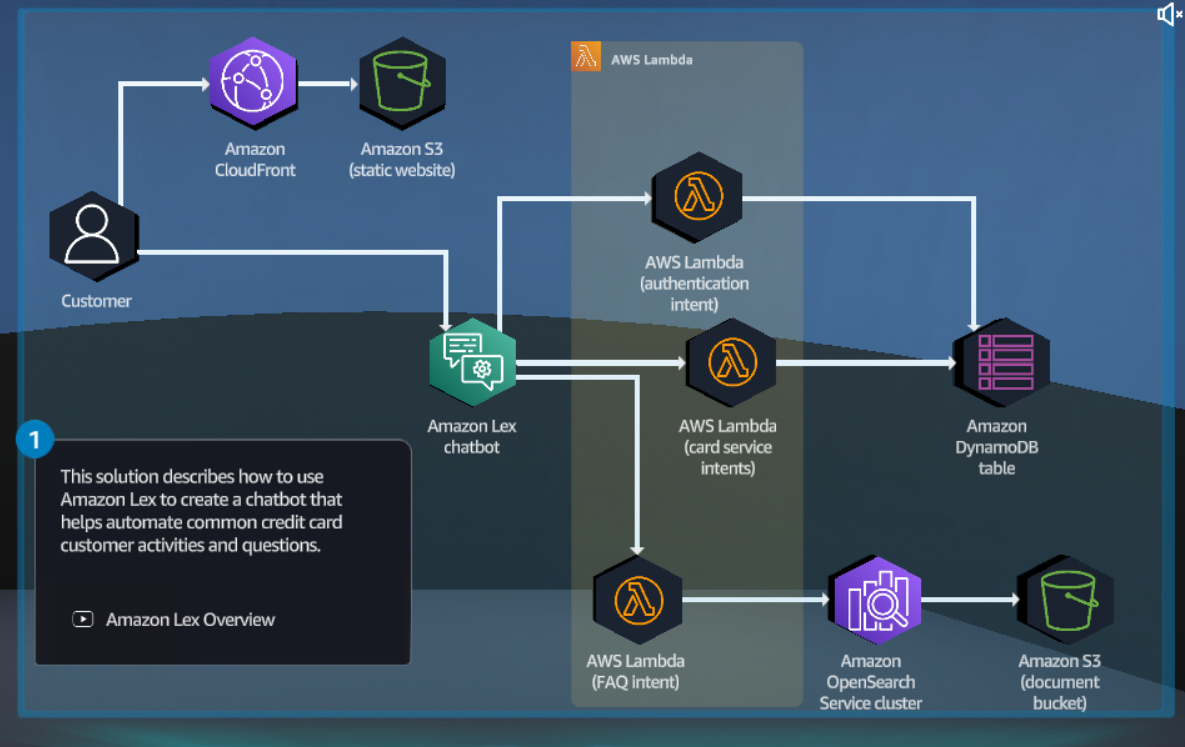 AWS Lambda
Amazon
CloudFront
Amazon S3
(static website)
Customer
AWS Lambda
(authentication
intent)
Amazon Lex
chatbot
AWS Lambda
(card service
intents)
Amazon
DynamoDB
table
1
This solution describes how to use
Amazon Lex to create a chatbot that
helps automate common credit card
customer activities and questions.
Amazon Lex Overview
AWS Lambda
(FAQ intent)
Amazon
OpenSearch
Service cluster
Amazon S3
(document
bucket)